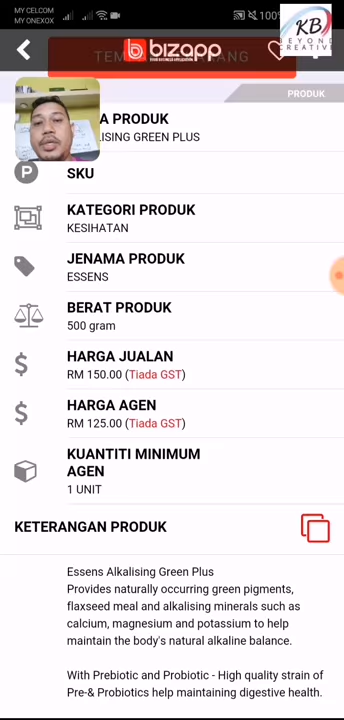 MY CELCOM
MY ONEXOX
100%
KB
BEYOND
CREATIVE
bizapp
YOUR BUSINESS APPLICATION
PRODUK
A PRODUK
LISING GREEN PLUS
P
SKU
KATEGORI PRODUK
KESIHATAN
JENAMA PRODUK
ESSENS
BERAT PRODUK
500 gram
$
HARGA JUALAN
RM 150.00 (Tiada GST)
$
HARGA AGEN
RM 125.00 (Tiada GST)
KUANTITI MINIMUM
AGEN
1 UNIT
KETERANGAN PRODUK
Essens Alkalising Green Plus
Provides naturally occurring green pigments,
flaxseed meal and alkalising minerals such as
calcium, magnesium and potassium to help
maintain the body's natural alkaline balance.
With Prebiotic and Probiotic - High quality strain of
Pre-& Probiotics help maintaining digestive health.